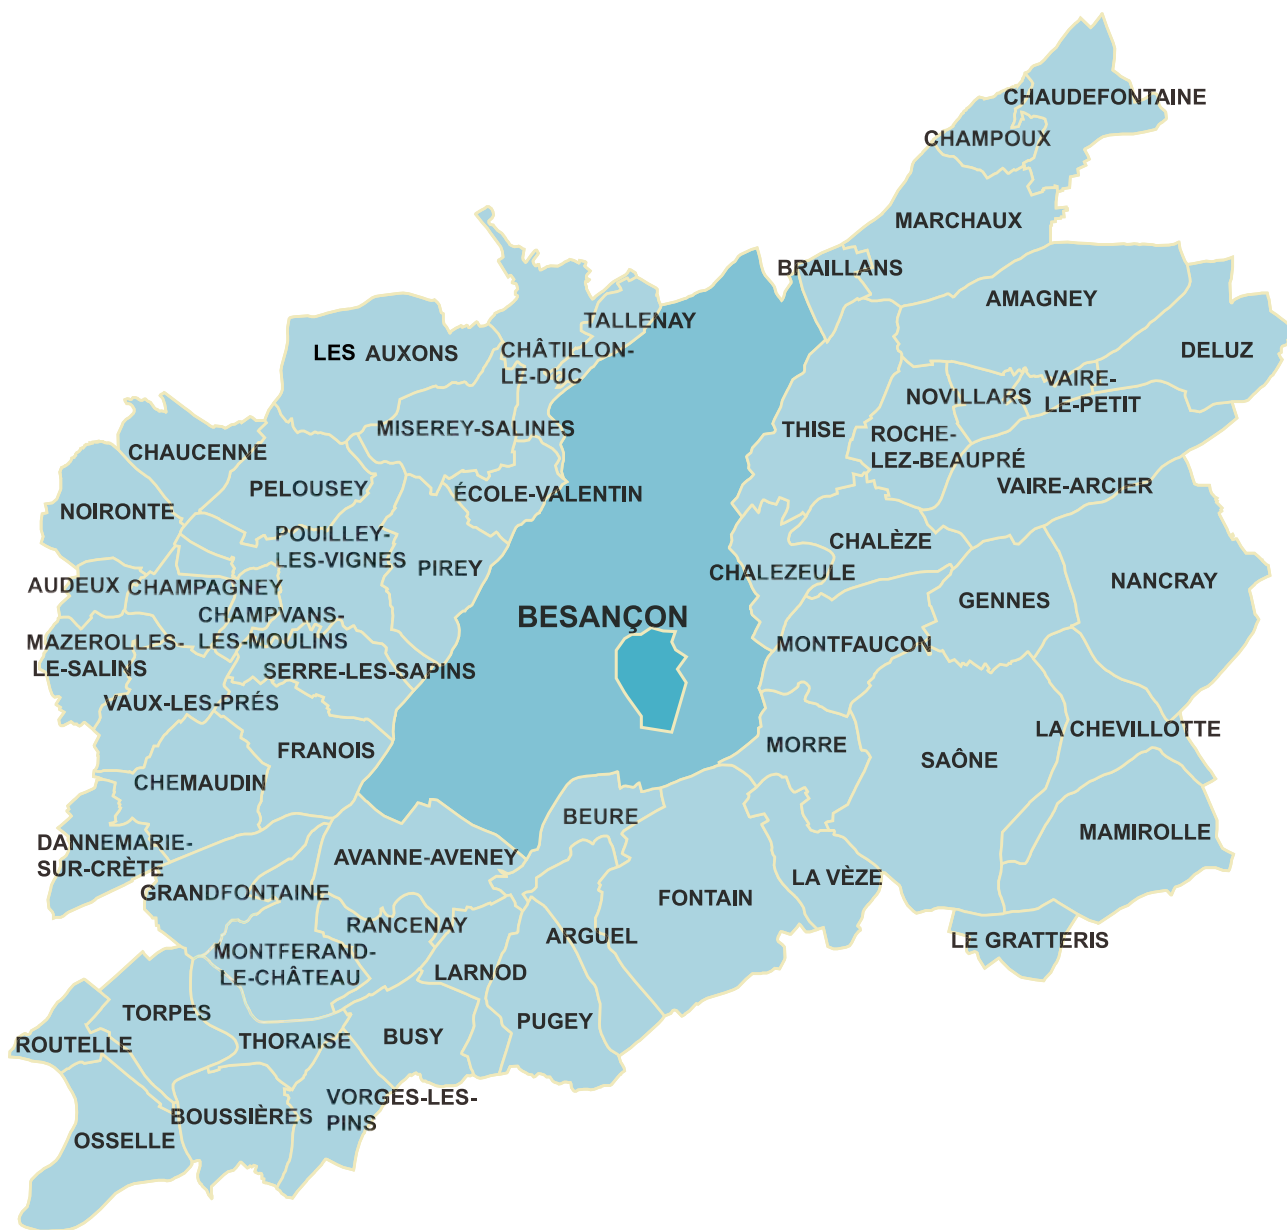 CHAUDEFONTAINE
CHAMPOUX
MARCHAUX
BRAILLANS
AMAGNEY
TALLENAY
LES AUXONS
CHÂTILLON-
LE-DUC
DELUZ
VAIRE-
LE-PETIT
NOVILLARS
MISEREY-SALINES
THISE
ROCHE-
LEZ-BEAUPRÉ
CHAUCENNE
PELOUSEY
ÉCOLE-VALENTIN
VAIRE-ARCIER
NOIRONTE
POUILLEY-
LES-VIGNES
PIREY
CHALÈZE
CHALEZEULE
AUDEUX
CHAMPAGNEY
NANCRAY
GENNES
CHAMPVANS-
LES-MOULINS
BESANÇON
MAZEROLLES-
LE-SALINS
MONTFAUCON
SERRE-LES-SAPINS
VAUX-LES-PRÉS
LA CHEVILLOTTE
FRANOIS
MORRE
SAÔNE
CHEMAUDIN
BEURE
MAMIROLLE
DANNEMARIE-
SUR-CRÈTE
AVANNE-AVENEY
LA VÈZE
GRANDFONTAINE
FONTAIN
RANCENAY
ARGUEL
LE GRATTERIS
MONTFERAND-
LE-CHÂTEAU
LARNOD
TORPES
PUGEY
BUSY
THORAISE
ROUTELLE
VORGES-LES-
PINS
BOUSSIÈRES
OSSELLE